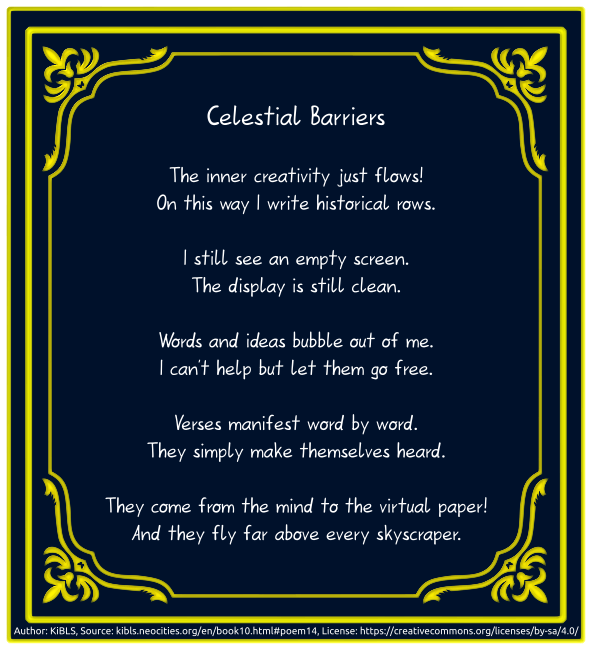 Celestial Barriers
The inner creativity just flows!
On this way I write historical rows.
I still see an empty screen.
The display is still clean.
Words and ideas bubble out of me.
I can't help but let them go free.
Verses manifest word by word.
They simply make themselves heard.
They come from the mind to the virtual paper!
And they fly far above every skyscraper.
Author: KiBLS, Source: kibls.neocities.org/en/book10.html#poem14, License: https://creativecommons.org/licenses/by-sa/4.0/